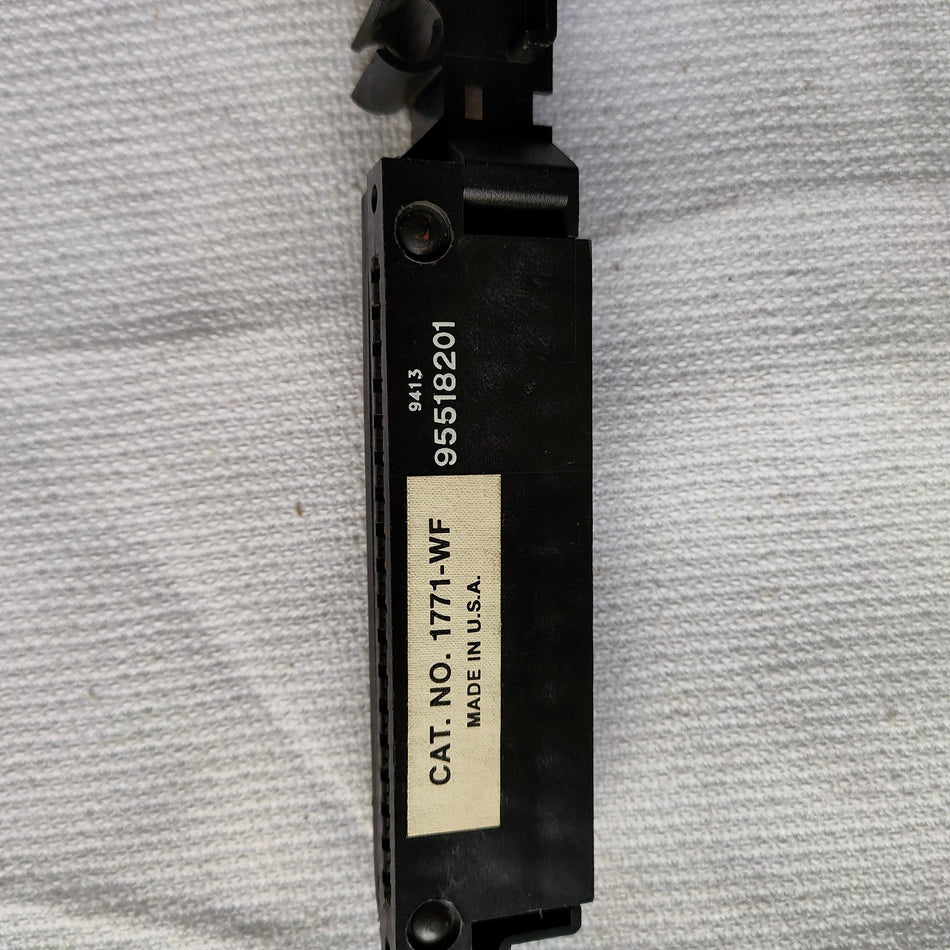 9413
95518201
CAT. NO. 1771-WF
MADE IN U.S.A.